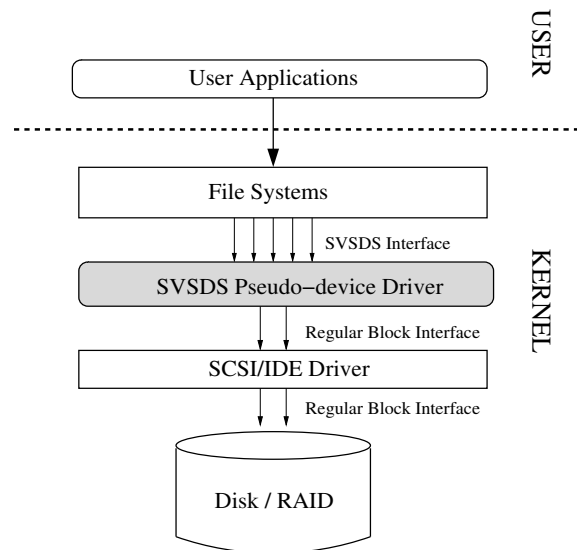 USER
User Applications
File Systems
SVSDS Interface
KERNEL
SVSDS Pseudo-device Driver
Regular Block Interface
SCSI/IDE Driver
Regular Block Interface
Disk / RAID